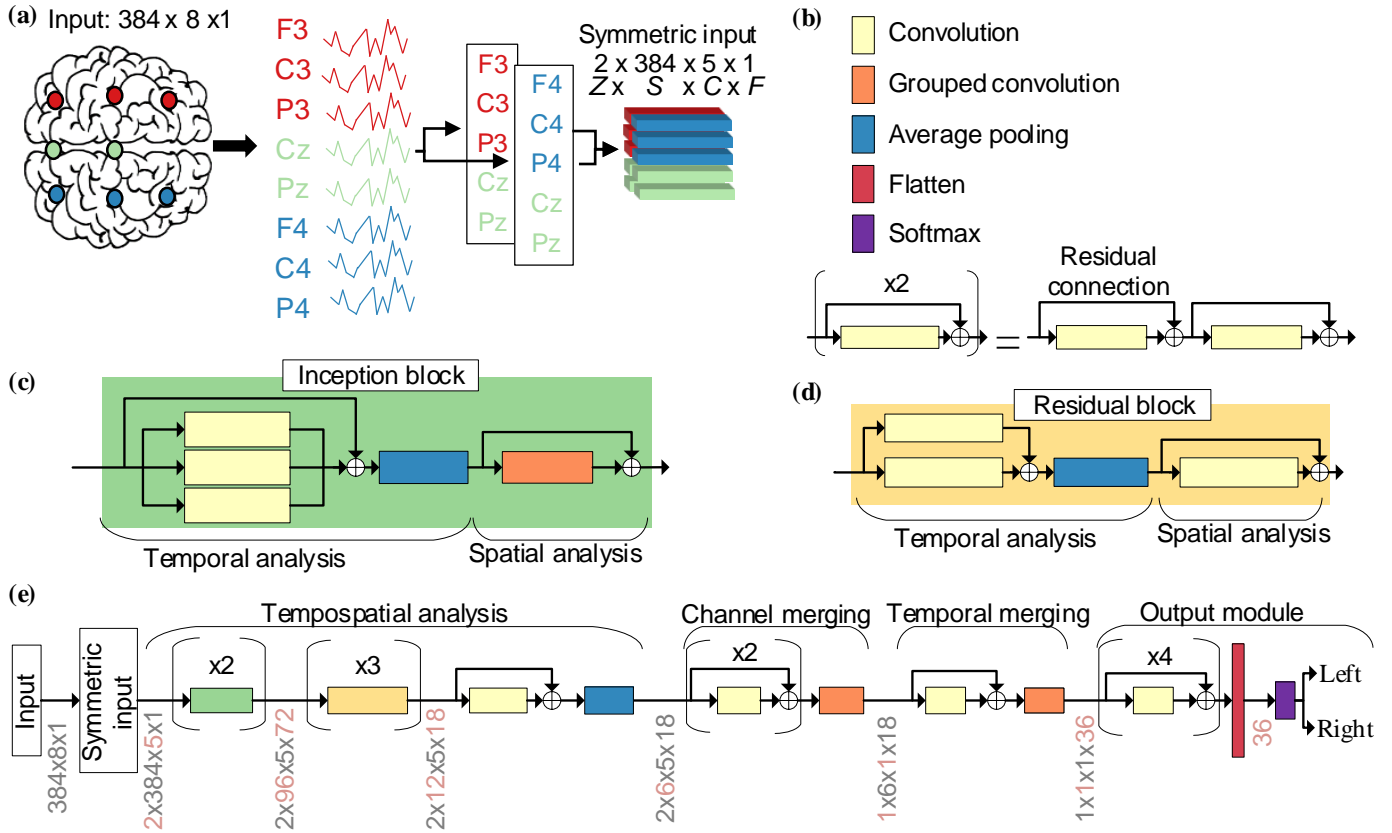 (a)
Input: 384 x 8 x1
F3
C3
P3
Cz
Pz
F4
C4
P4
F3
C3
P3
Cz
Pz
F4
C4
P4
Cz
Pz
Symmetric input
2 x 384 x 5 x 1
Z x S x C x F
(b)
Convolution
Grouped convolution
Average pooling
Flatten
Softmax
x2
=
Residual
connection
(c)
Inception block
Temporal analysis
Spatial analysis
(d)
Residual block
Temporal analysis
Spatial analysis
(e)
Tempospatial analysis
Channel merging
Temporal merging
Output module
Input
384x8x1
Symmetric
input
2x384x5x1
x2
2x96x5x72
x3
2x12x5x18
2x6x5x18
x2
1x6x1x18
1x1x1x36
x4
36
Left
Right